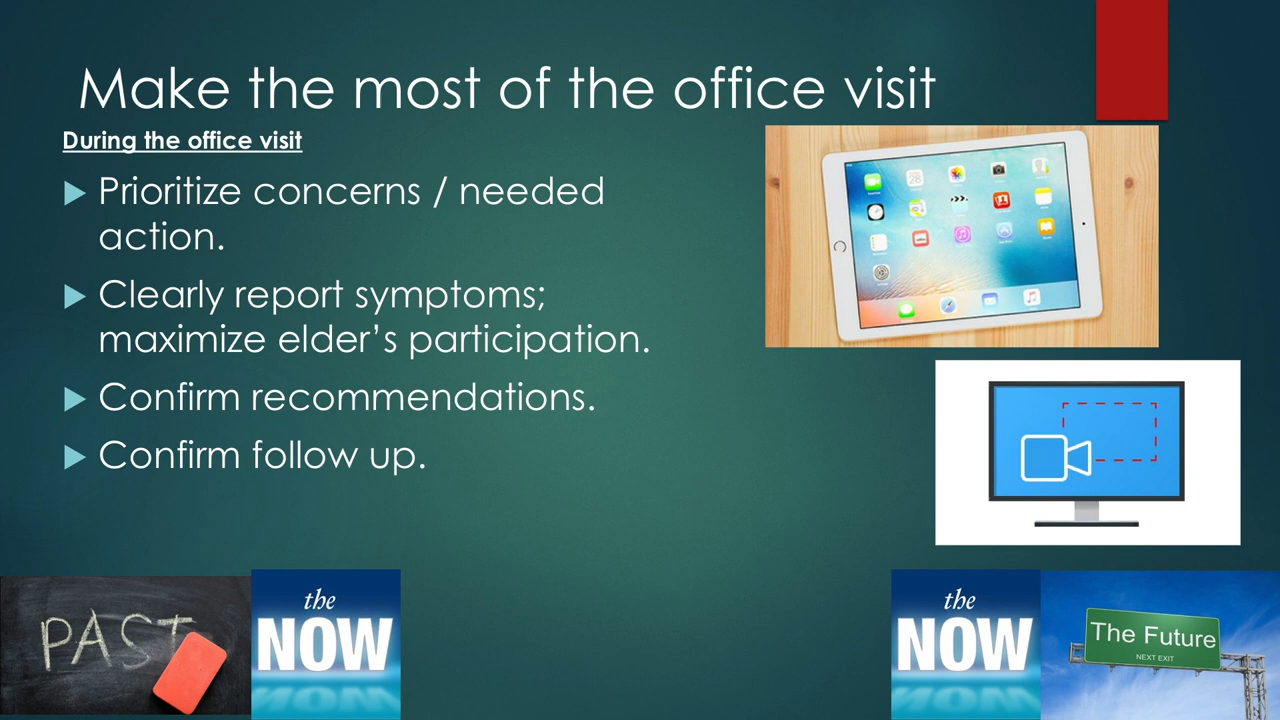 Make the most of the office visit
During the office visit
Prioritize concerns / needed
action.
Clearly report symptoms;
maximize elder’s participation.
Confirm recommendations.
Confirm follow up.
PAST
the
NOW
the
NOW
The Future
NEXT EXIT